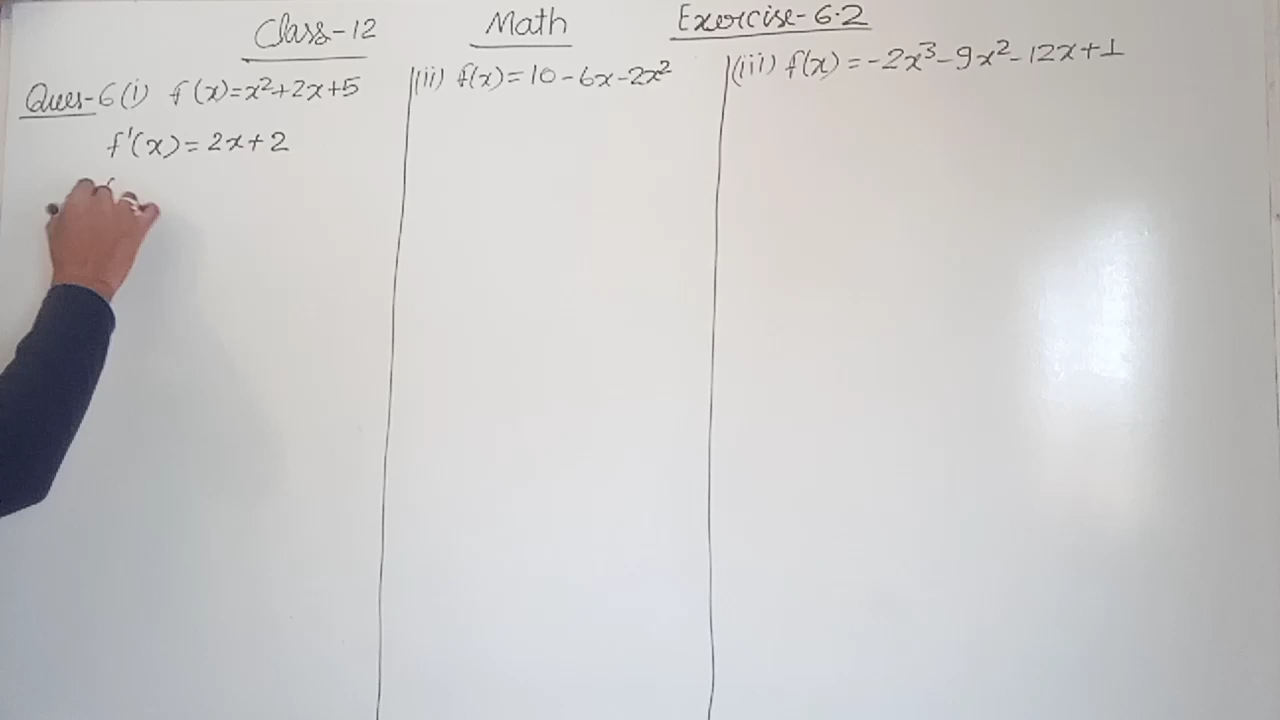 Class-12 Math Exercise-6.2
Ques-6(i) f(x)=x²+2x+5
f'(x)=2x+2
(ii) f(x)=10-6x-2x²
(iii) f(x)=-2x³-9x²-12x+1